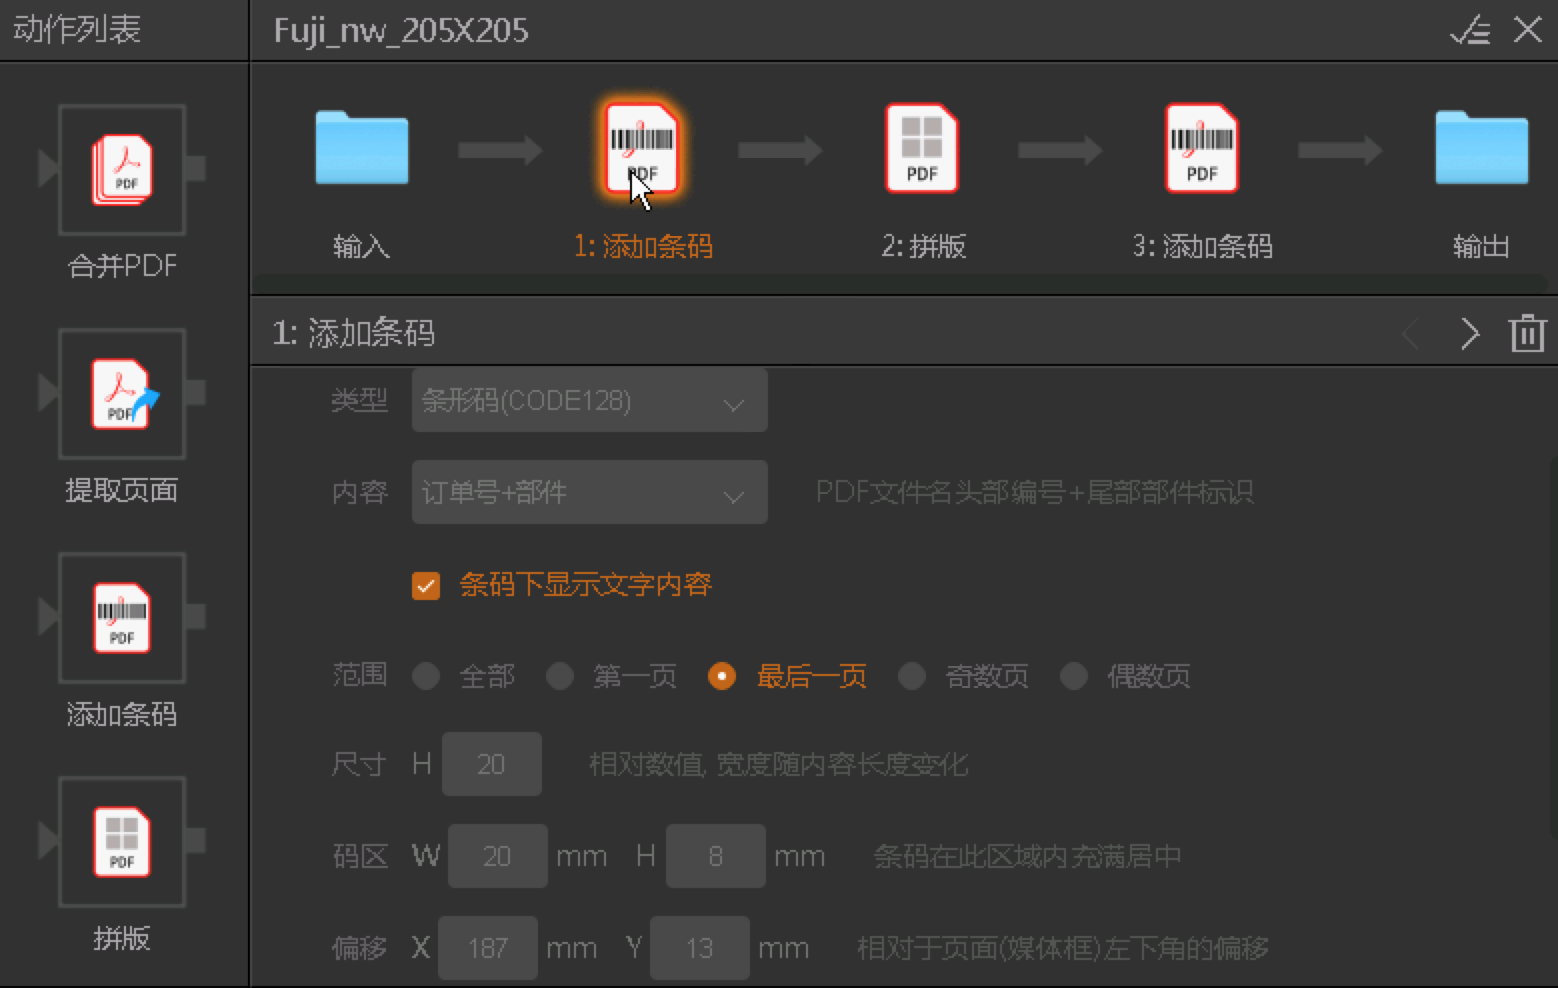 动作列表
Fuji_nw_205X205
PDF
合并PDF
PDF
提取页面
PDF
添加条码
PDF
拼版
输入
PDF
1: 添加条码
PDF
2: 拼版
PDF
3: 添加条码
输出
1: 添加条码
类型 条形码(CODE128)
内容 订单号+部件 PDF文件名头部编号+尾部部件标识
条码下显示文字内容
范围 全部 第一页 最后一页 奇数页 偶数页
尺寸 H 20 相对数值, 宽度随内容长度变化
码区 W 20 mm H 8 mm 条码在此区域内充满居中
偏移 X 187 mm Y 13 mm 相对于页面(媒体框)左下角的偏移